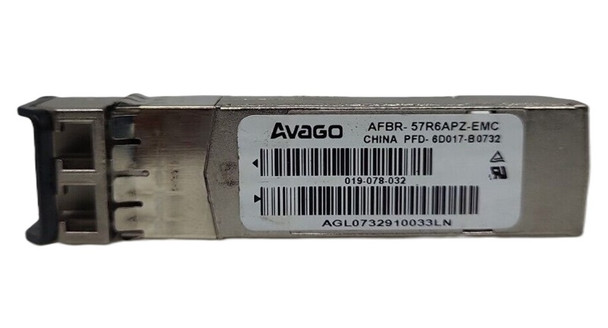 AVAGO
AFBR- 57R6APZ-EMC
CHINA PFD- 6D017-B0732
019-078-032
AGL0732910033LN